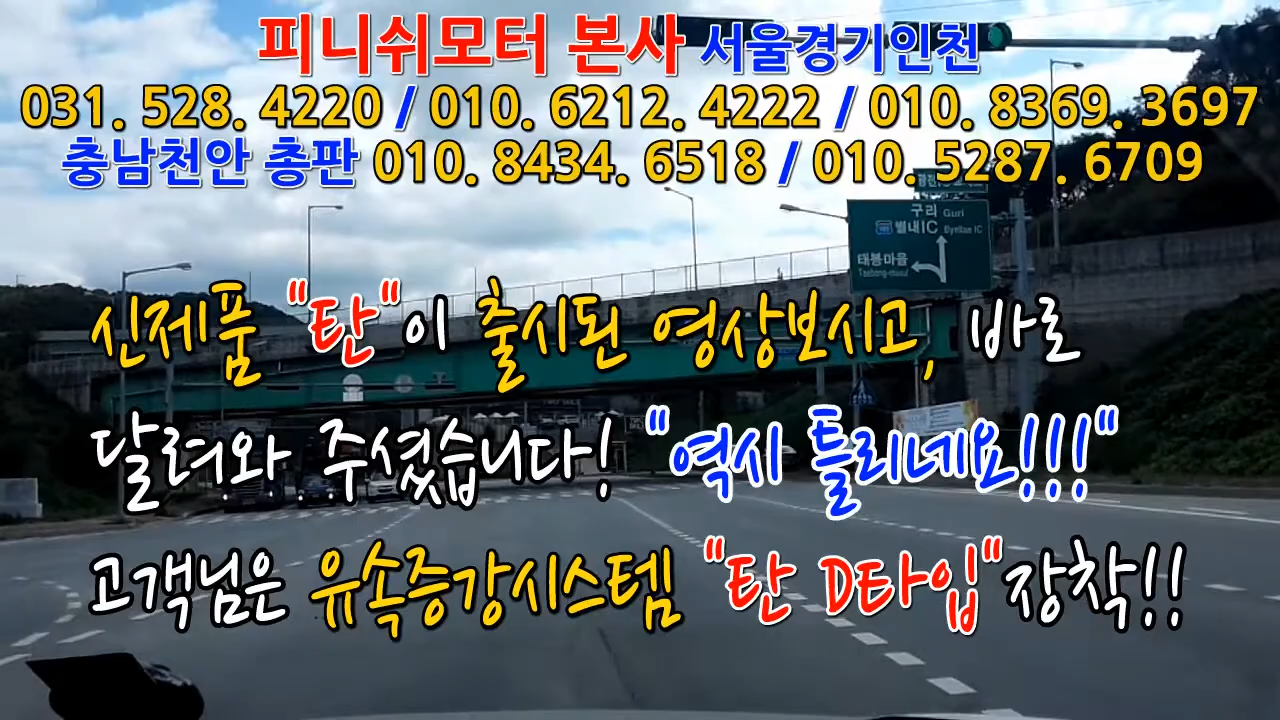 피니쉬모터 본사 서울경기인천
031. 528. 4220 / 010. 6212. 4222 / 010. 8369. 3697
충남천안 총판 010. 8434. 6518 / 010. 5287. 6709
구리 Guri
별내IC Byeollae IC
태봉마을
신제품 "탄"이 출시된 영상보시고, 바로
달려와 주셨습니다! "역시 틀리네요!!!"
고객님은 유속증강시스템 "탄 D타입"장착!!